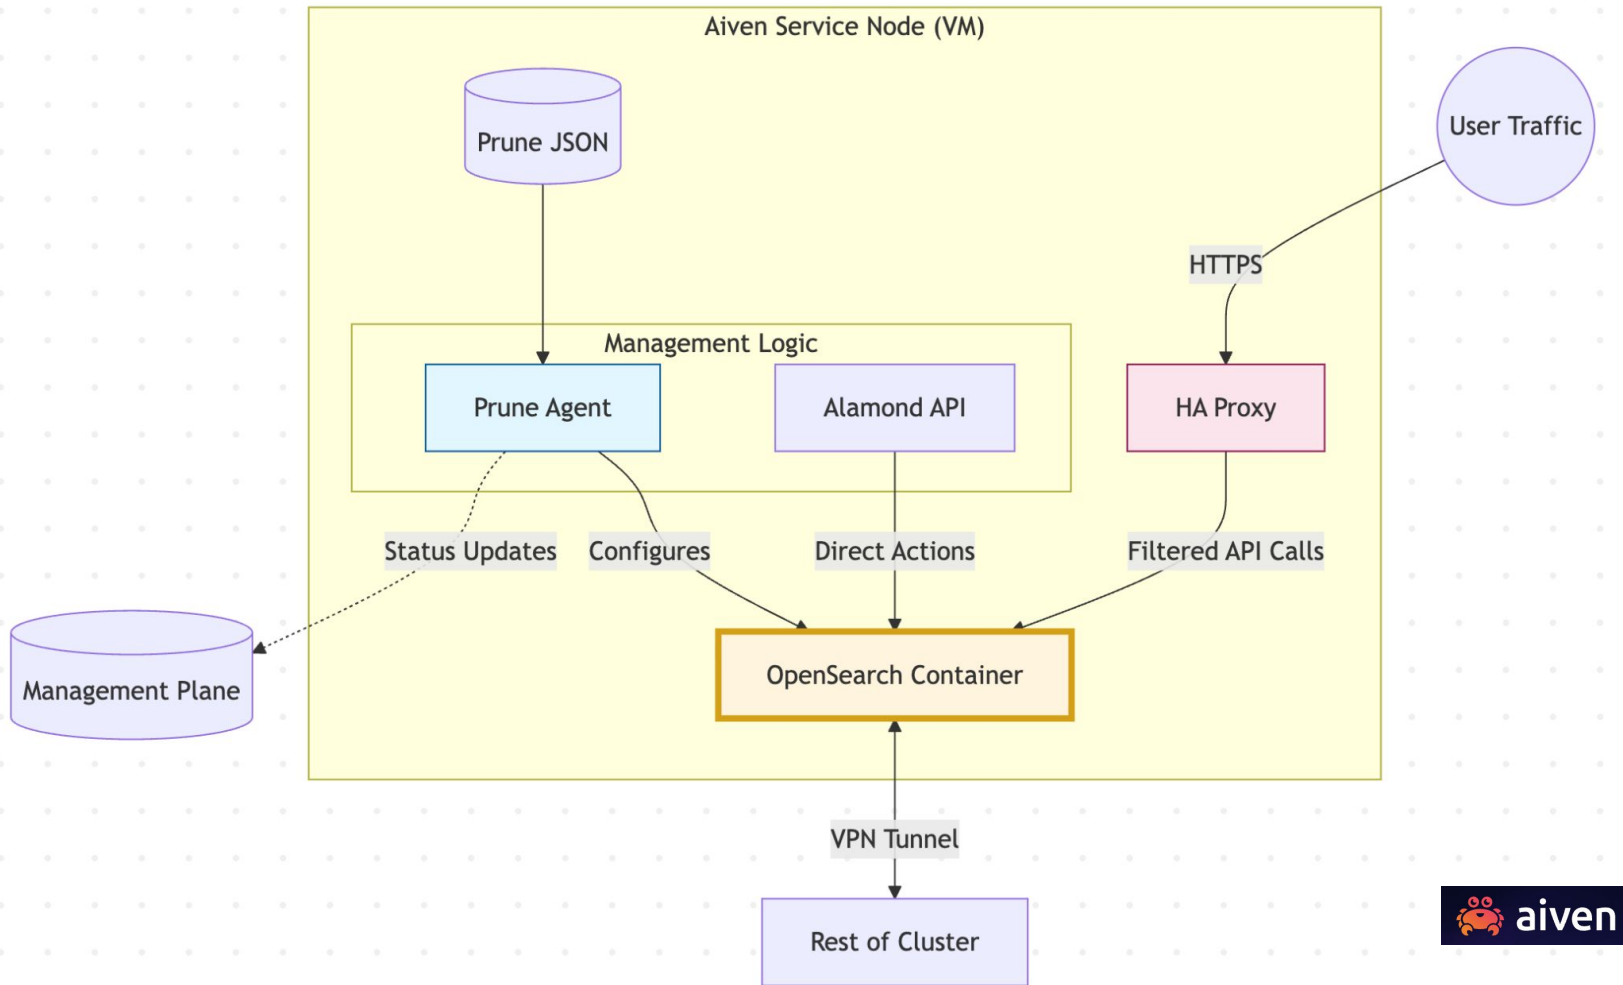 Aiven Service Node (VM)
Prune JSON
User Traffic
HTTPS
Management Logic
Prune Agent
Alamond API
HA Proxy
Status Updates
Configures
Direct Actions
Filtered API Calls
OpenSearch Container
Management Plane
VPN Tunnel
Rest of Cluster
aiven